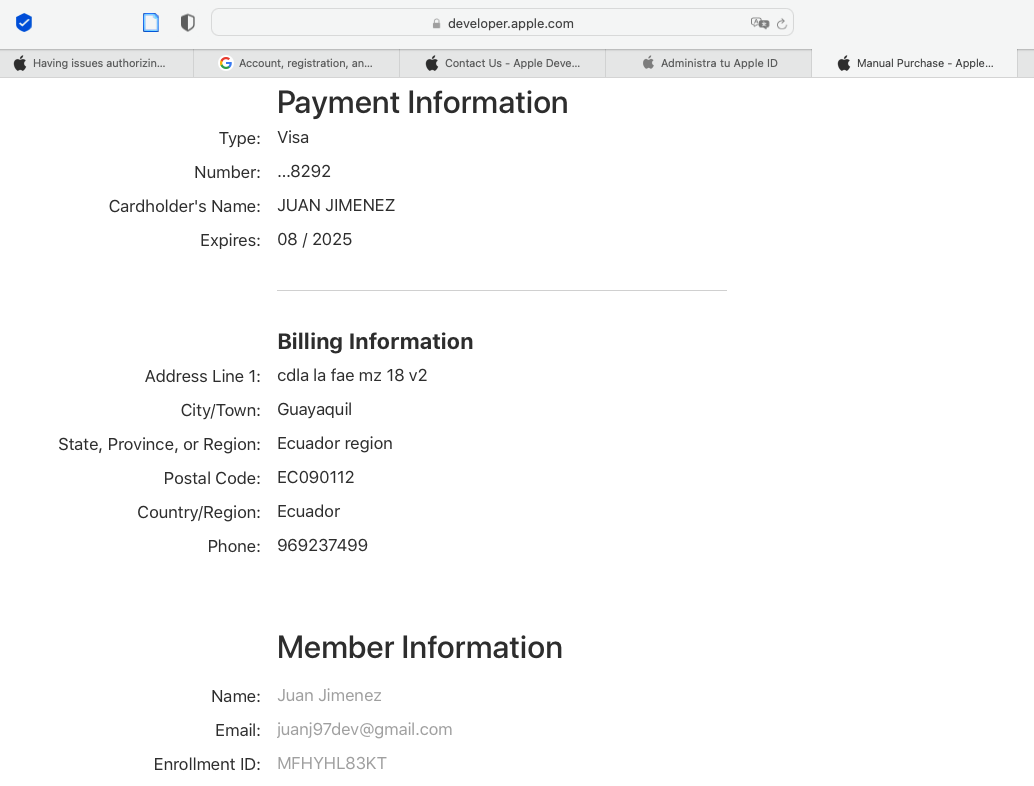 developer.apple.com
Having issues authorizin...
Account, registration, an...
Contact Us - Apple Deve...
Administra tu Apple ID
Manual Purchase - Apple...
Payment Information
Type: Visa
Number: ...8292
Cardholder's Name: JUAN JIMENEZ
Expires: 08 / 2025
Billing Information
Address Line 1: cdla la fae mz 18 v2
City/Town: Guayaquil
State, Province, or Region: Ecuador region
Postal Code: EC090112
Country/Region: Ecuador
Phone: 969237499
Member Information
Name: Juan Jimenez
Email: juanj97dev@gmail.com
Enrollment ID: MFHYHL83KT